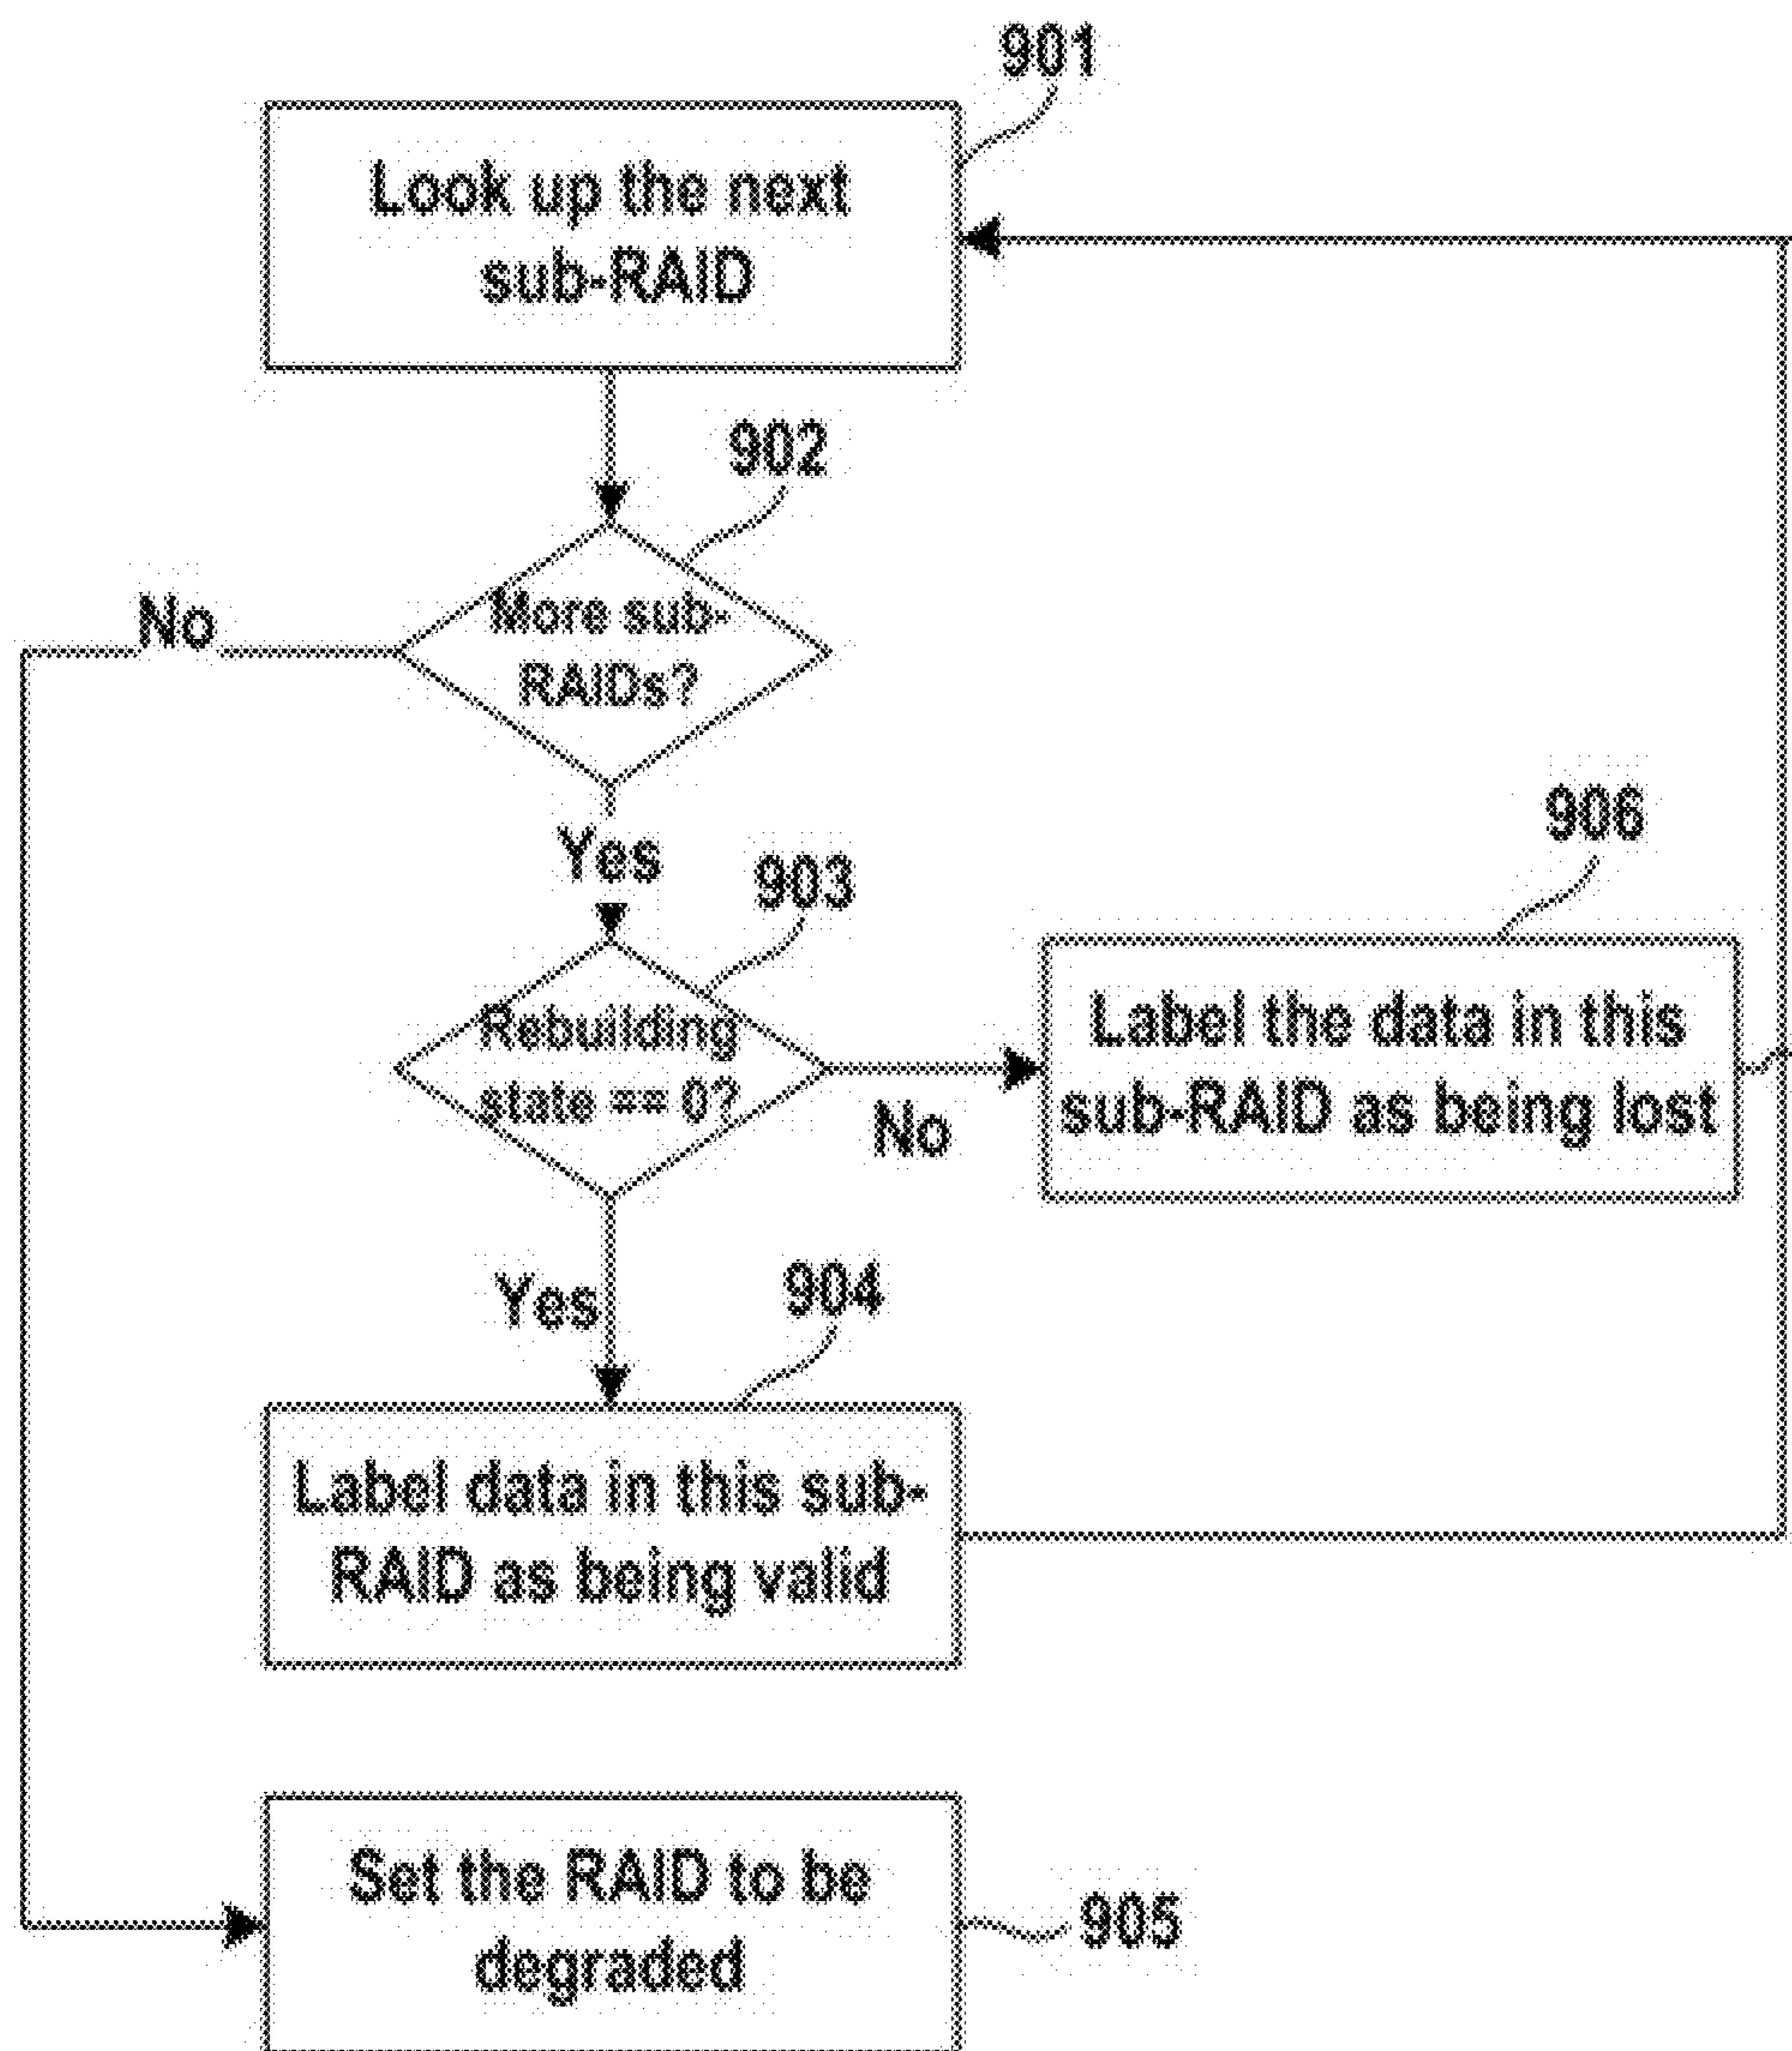 901
Look up the next
sub-RAID
902
More sub-
RAIDs?
No
Yes
903
Rebuilding
state == 0?
No
906
Label the data in this
sub-RAID as being lost
Yes
904
Label data in this sub-
RAID as being valid
Set the RAID to be
degraded
905